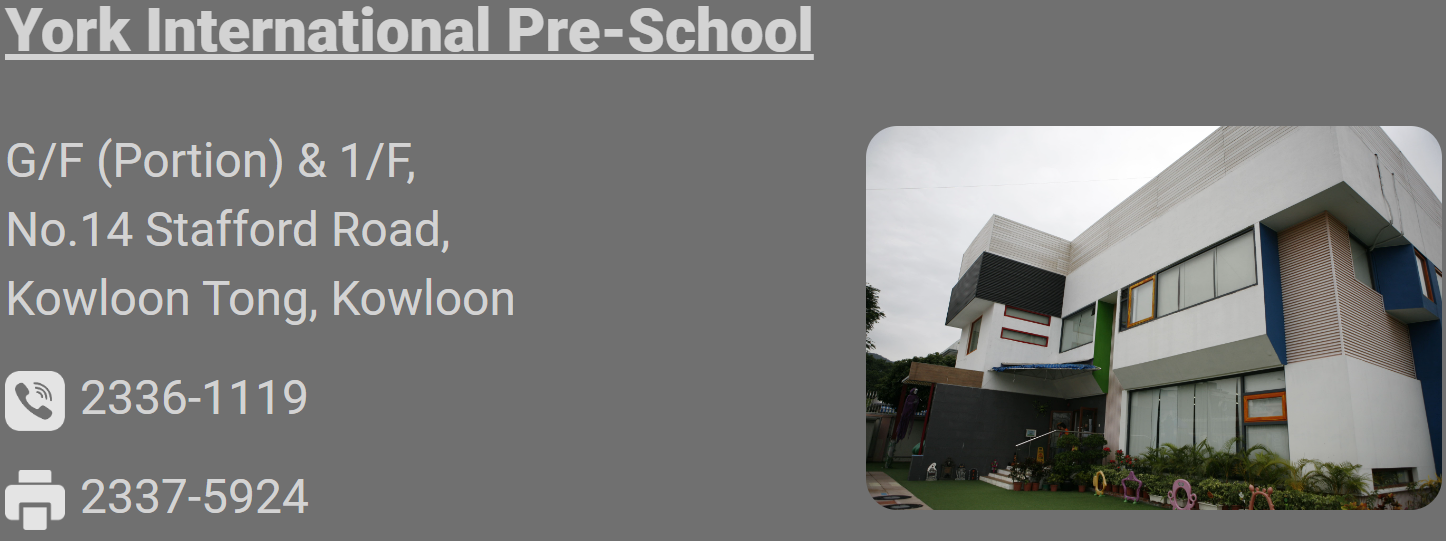 York International Pre-School
G/F (Portion) & 1/F,
No.14 Stafford Road,
Kowloon Tong, Kowloon
2336-1119
2337-5924